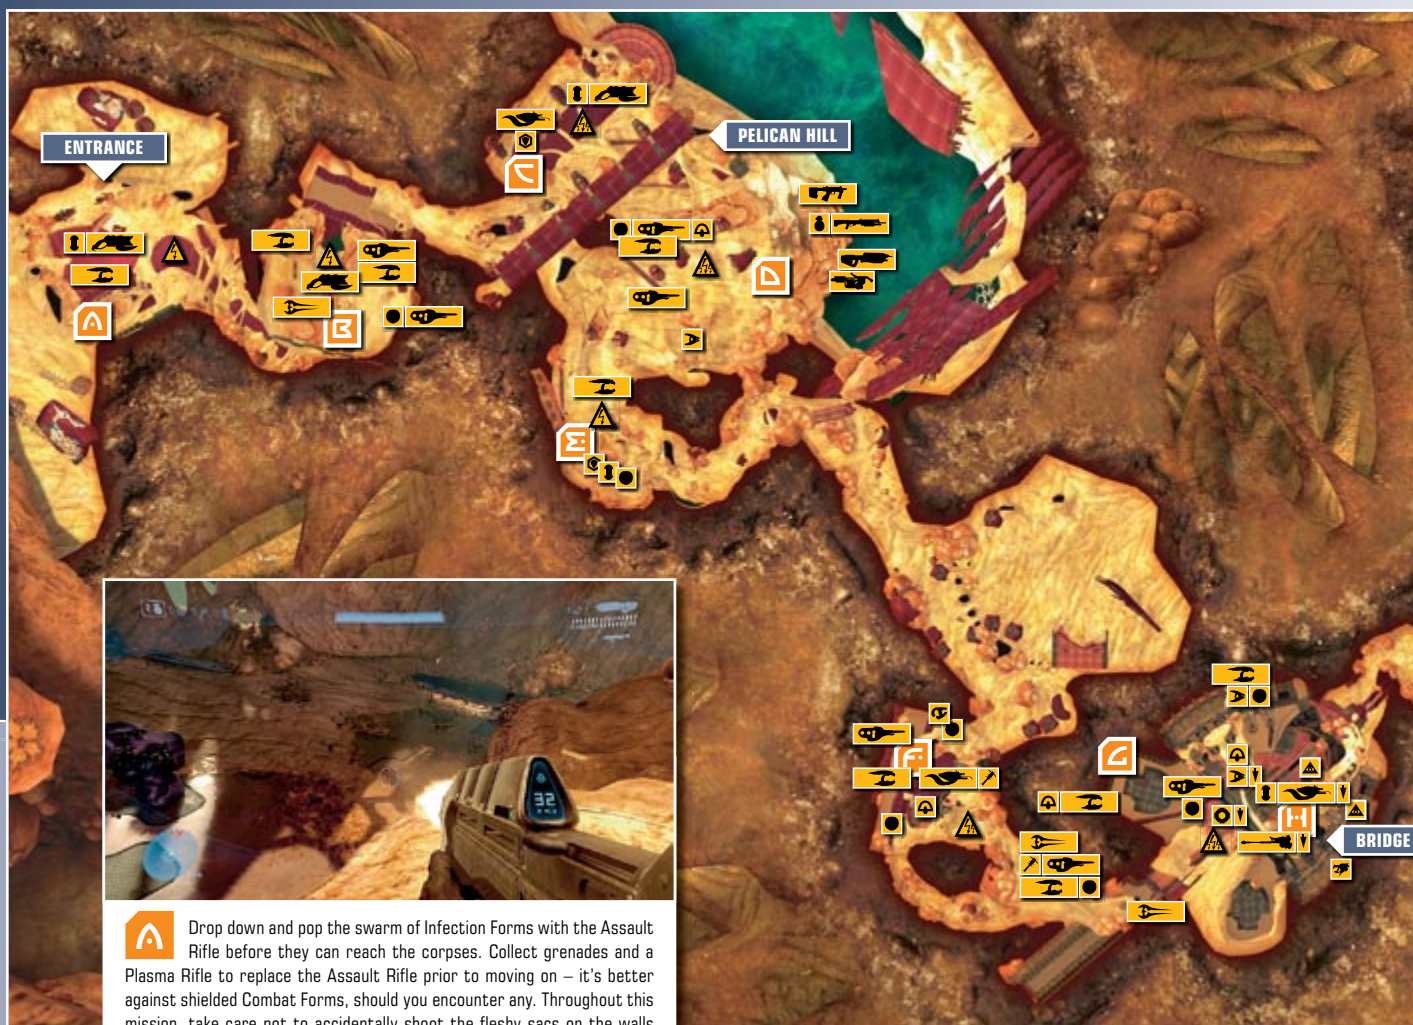 ENTRANCE
PELICAN HILL
A
B
C
D
E
F
G
H
BRIDGE
32
A
Drop down and pop the swarm of Infection Forms with the Assault
Rifle before they can reach the corpses. Collect grenades and a
Plasma Rifle to replace the Assault Rifle prior to moving on – it's better
against shielded Combat Forms, should you encounter any. Throughout this
mission, take care not to accidentally shoot the fleshy sacs on the walls